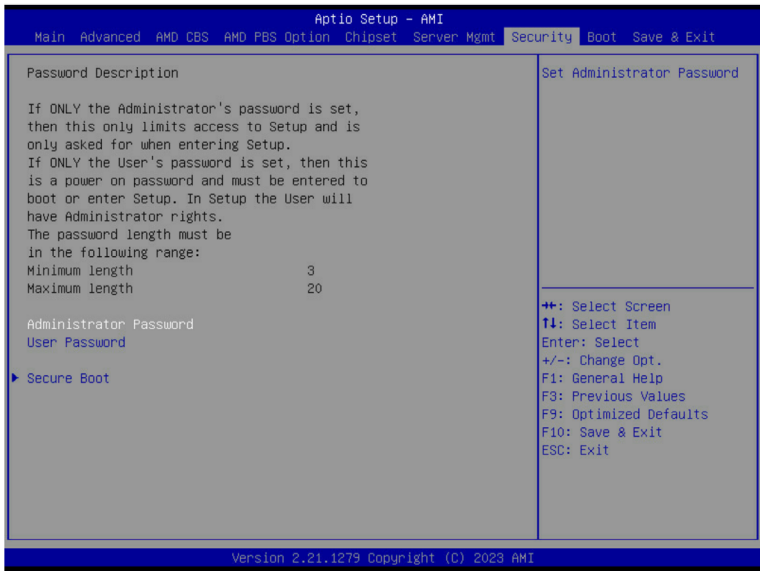 Aptio Setup – AMI
Main Advanced AMD CBS AMD PBS Option Chipset Server Mgmt Security Boot Save & Exit
Password Description
If ONLY the Administrator's password is set,
then this only limits access to Setup and is
only asked for when entering Setup.
If ONLY the User's password is set, then this
is a power on password and must be entered to
boot or enter Setup. In Setup the User will
have Administrator rights.
The password length must be
in the following range:
Minimum length 3
Maximum length 20
Administrator Password
User Password
Secure Boot
Set Administrator Password
→←: Select Screen
↑↓: Select Item
Enter: Select
+/-: Change Opt.
F1: General Help
F3: Previous Values
F9: Optimized Defaults
F10: Save & Exit
ESC: Exit
Version 2.21.1279 Copyright (C) 2023 AMI